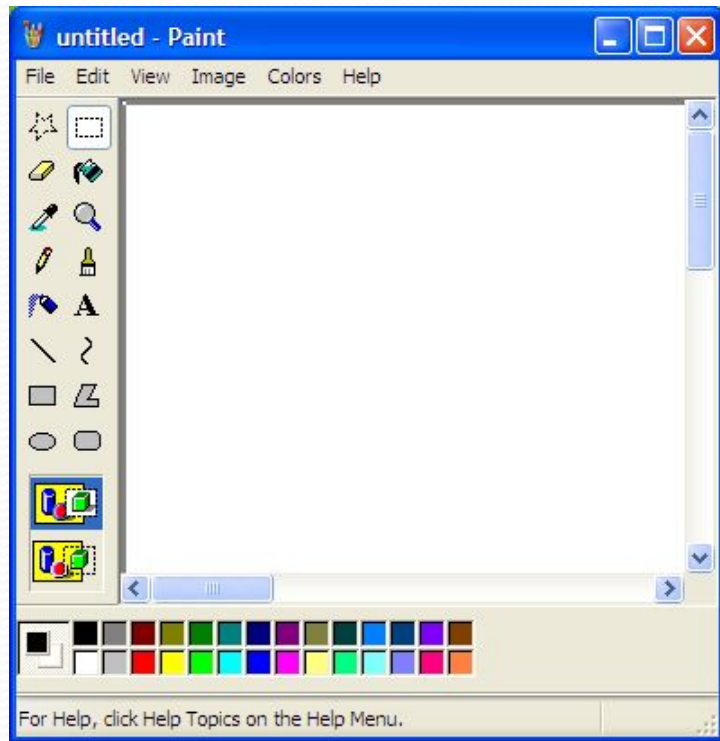 untitled - Paint
File Edit View Image Colors Help
A
For Help, click Help Topics on the Help Menu.